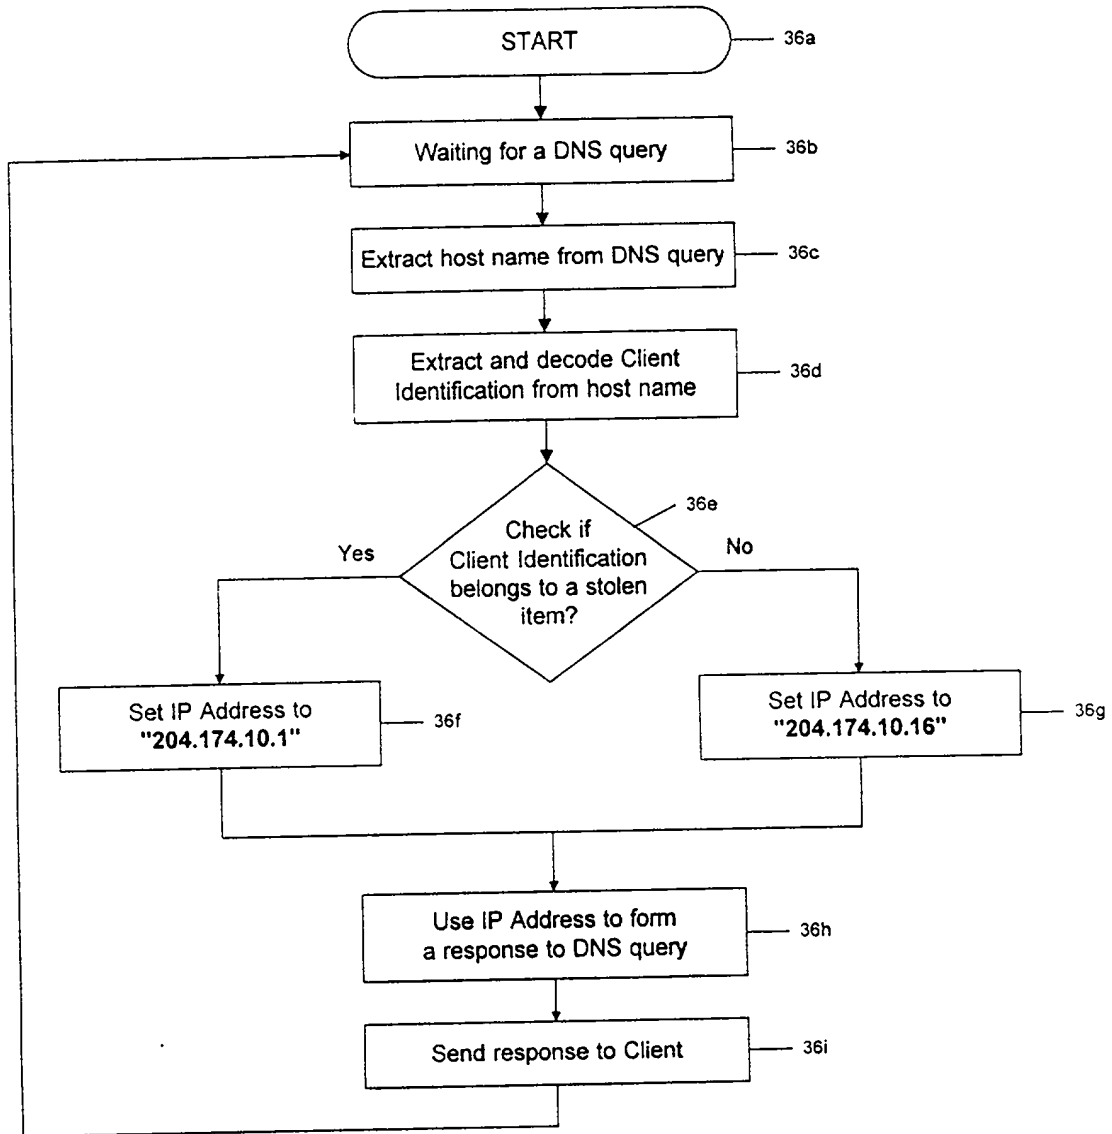 START
36a
Waiting for a DNS query
36b
Extract host name from DNS query
36c
Extract and decode Client
Identification from host name
36d
36e
Check if
Client Identification
belongs to a stolen
item?
Yes
No
Set IP Address to
"204.174.10.1"
36f
Set IP Address to
"204.174.10.16"
36g
Use IP Address to form
a response to DNS query
36h
Send response to Client
36i